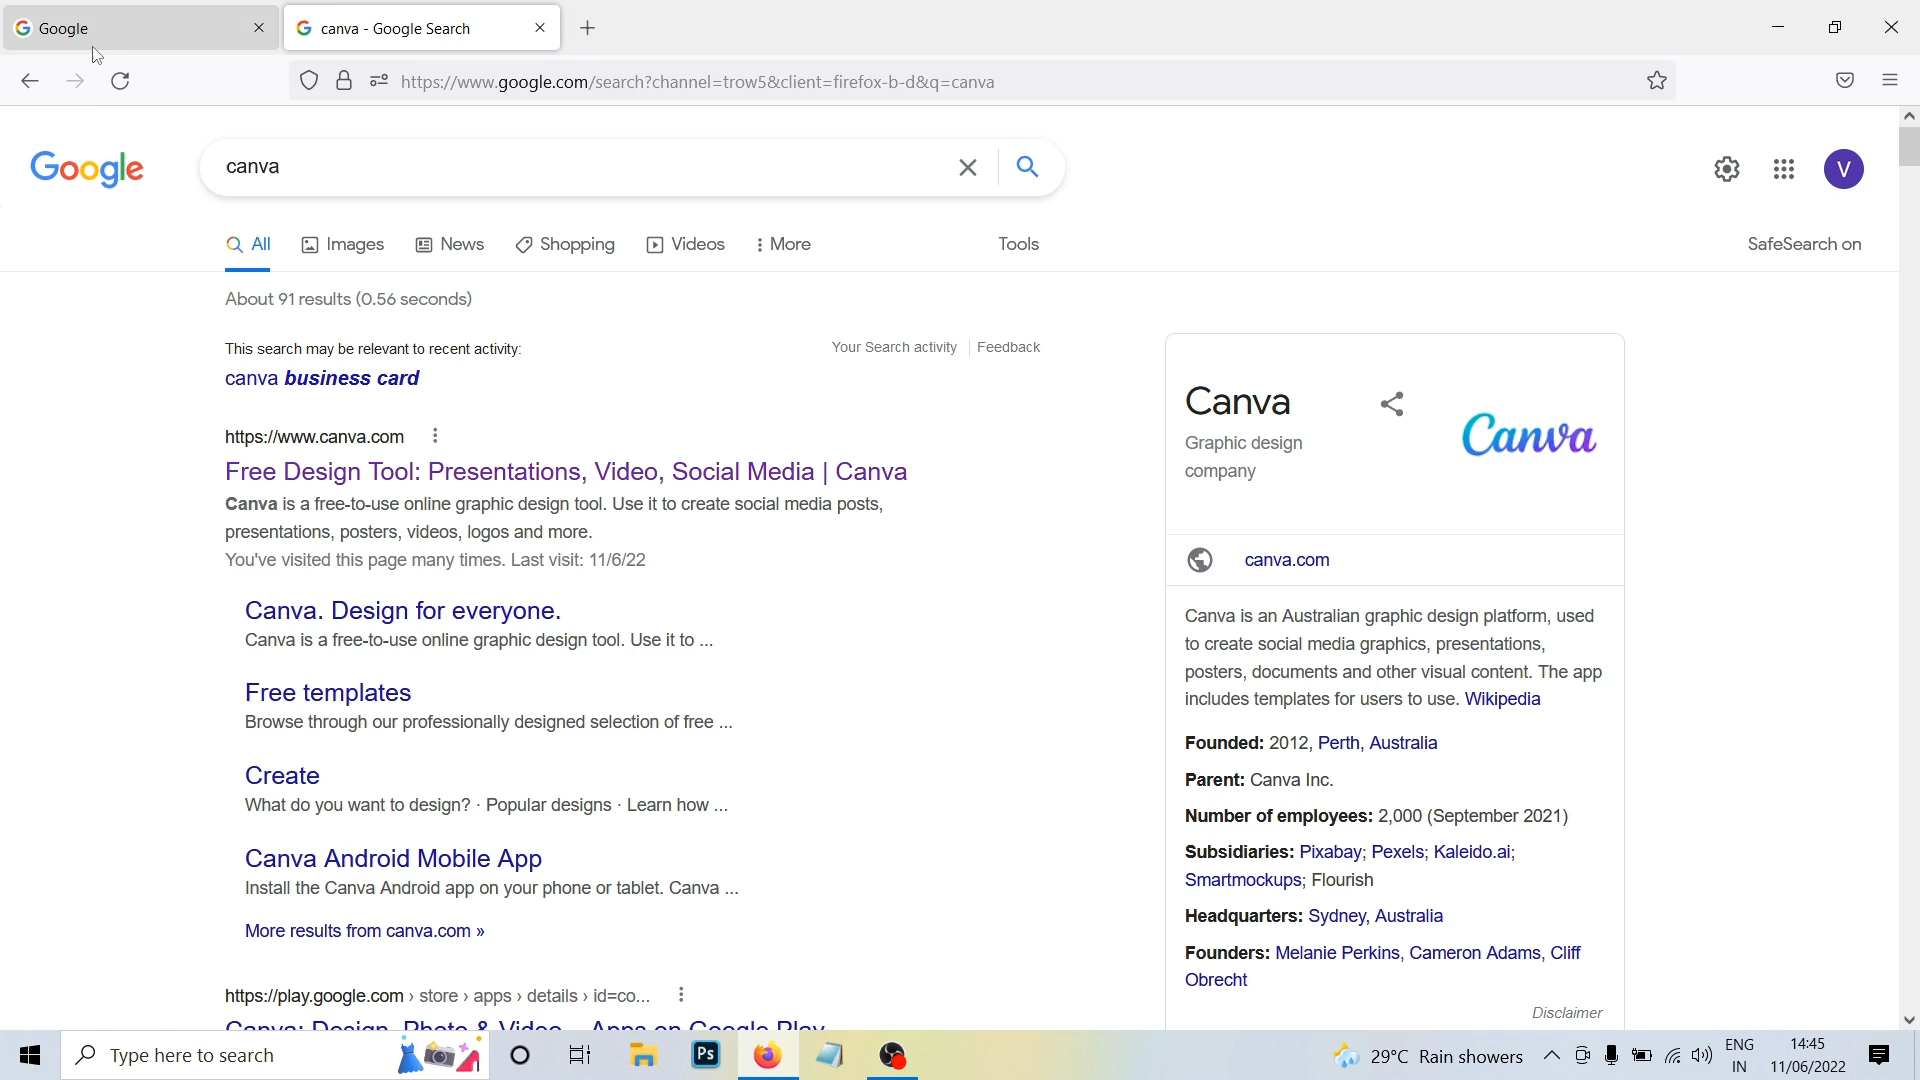 Google
canva - Google Search
https://www.google.com/search?channel=trow5&client=firefox-b-d&q=canva
Google
canva
V
All
Images
News
Shopping
Videos
More
Tools
SafeSearch on
About 91 results (0.56 seconds)
This search may be relevant to recent activity:
Your Search activity
Feedback
canva business card
https://www.canva.com
Free Design Tool: Presentations, Video, Social Media | Canva
Canva is a free-to-use online graphic design tool. Use it to create social media posts,
presentations, posters, videos, logos and more.
You've visited this page many times. Last visit: 11/6/22
Canva. Design for everyone.
Canva is a free-to-use online graphic design tool. Use it to ...
Free templates
Browse through our professionally designed selection of free ...
Create
What do you want to design? · Popular designs · Learn how ...
Canva Android Mobile App
Install the Canva Android app on your phone or tablet. Canva ...
More results from canva.com »
https://play.google.com › store › apps › details › id=co...
Canva: Design, Photo & Video - Apps on Google Play
Canva
Graphic design
company
Canva
canva.com
Canva is an Australian graphic design platform, used
to create social media graphics, presentations,
posters, documents and other visual content. The app
includes templates for users to use. Wikipedia
Founded: 2012, Perth, Australia
Parent: Canva Inc.
Number of employees: 2,000 (September 2021)
Subsidiaries: Pixabay; Pexels; Kaleido.ai;
Smartmockups; Flourish
Headquarters: Sydney, Australia
Founders: Melanie Perkins, Cameron Adams, Cliff
Obrecht
Disclaimer
Type here to search
Ps
29°C Rain showers
ENG
IN
14:45
11/06/2022